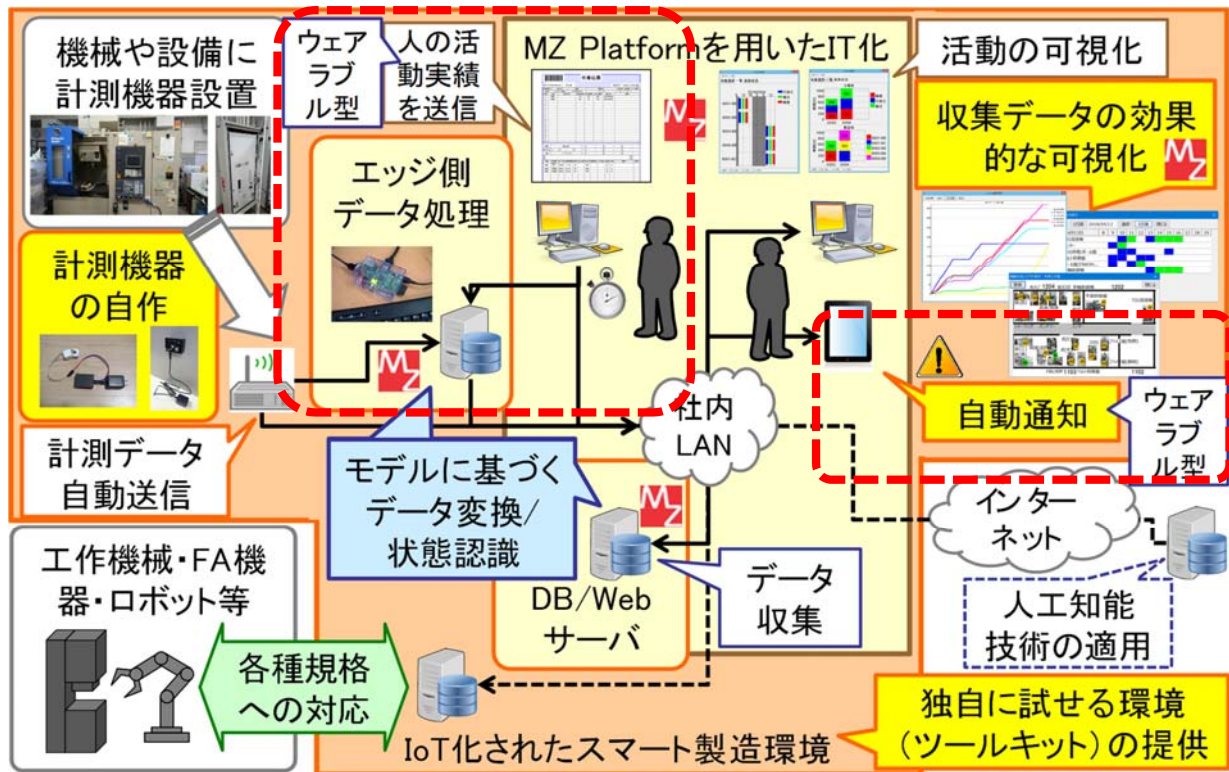 機械や設備に
計測機器設置
ウェア
ラブ
ル型
人の活
動実績
を送信
MZ Platformを用いたIT化
活動の可視化
収集データの効果
的な可視化
MZ
MZ
エッジ側
データ処理
計測機器
の自作
MZ
計測データ
自動送信
モデルに基づく
データ変換/
状態認識
社内
LAN
自動通知
ウェア
ラブ
ル型
インター
ネット
MZ
DB/Web
サーバ
データ
収集
人工知能
技術の適用
工作機械・FA機
器・ロボット等
各種規格
への対応
IoT化されたスマート製造環境
独自に試せる環境
（ツールキット）の提供